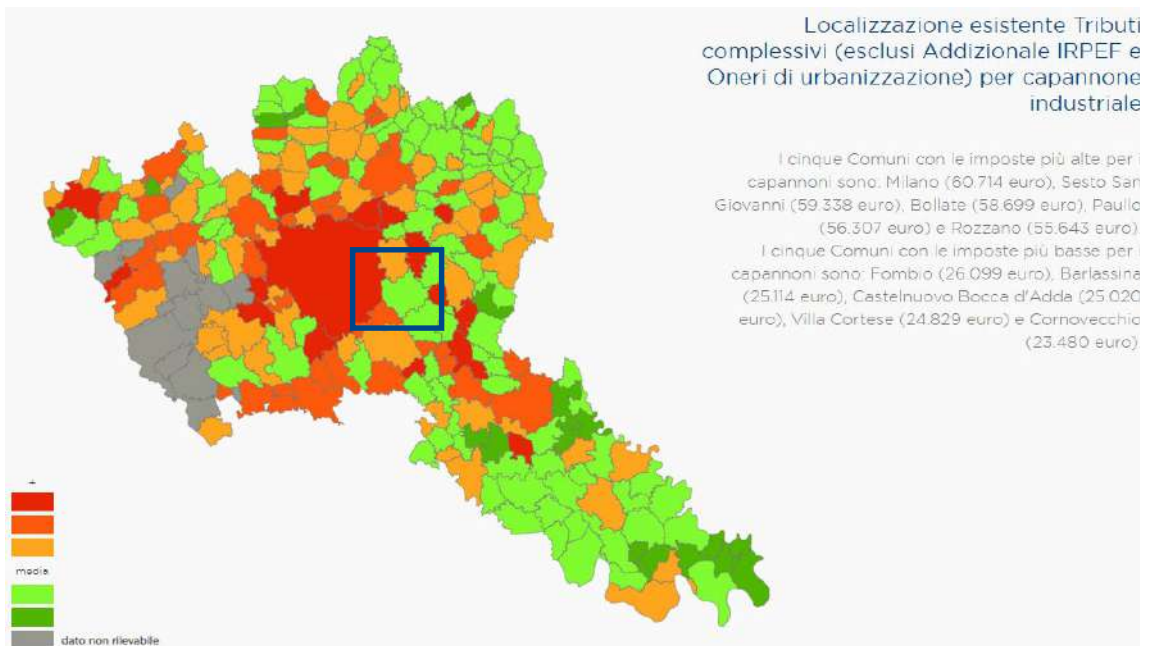 Localizzazione esistente Tributi
complessivi (esclusi Addizionale IRPEF e
Oneri di urbanizzazione) per capannone
industriale
I cinque Comuni con le imposte più alte per i
capannoni sono: Milano (60.714 euro), Sesto San
Giovanni (59.338 euro), Bollate (58.699 euro), Paullo
(56.307 euro) e Rozzano (55.643 euro)
I cinque Comuni con le imposte più basse per i
capannoni sono: Fombio (26.099 euro), Barlassina
(25.114 euro), Castelnuovo Bocca d'Adda (25.020
euro), Villa Cortese (24.829 euro) e Cornovecchio
(23.480 euro)
+
media
dato non rilevabile